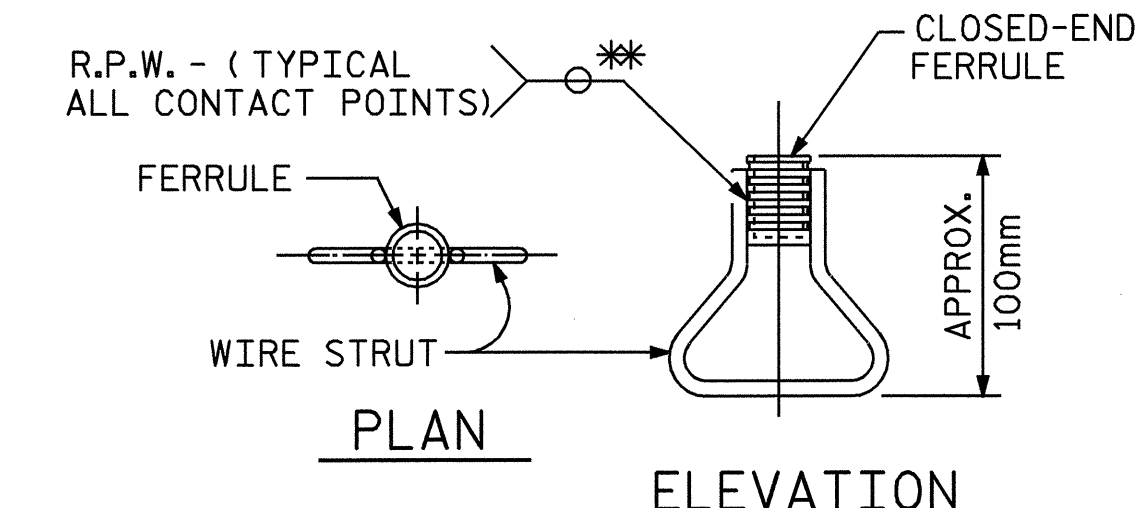 R.P.W. - ( TYPICAL
ALL CONTACT POINTS)
**
CLOSED-END
FERRULE
FERRULE
WIRE STRUT
APPROX.
100mm
PLAN
ELEVATION